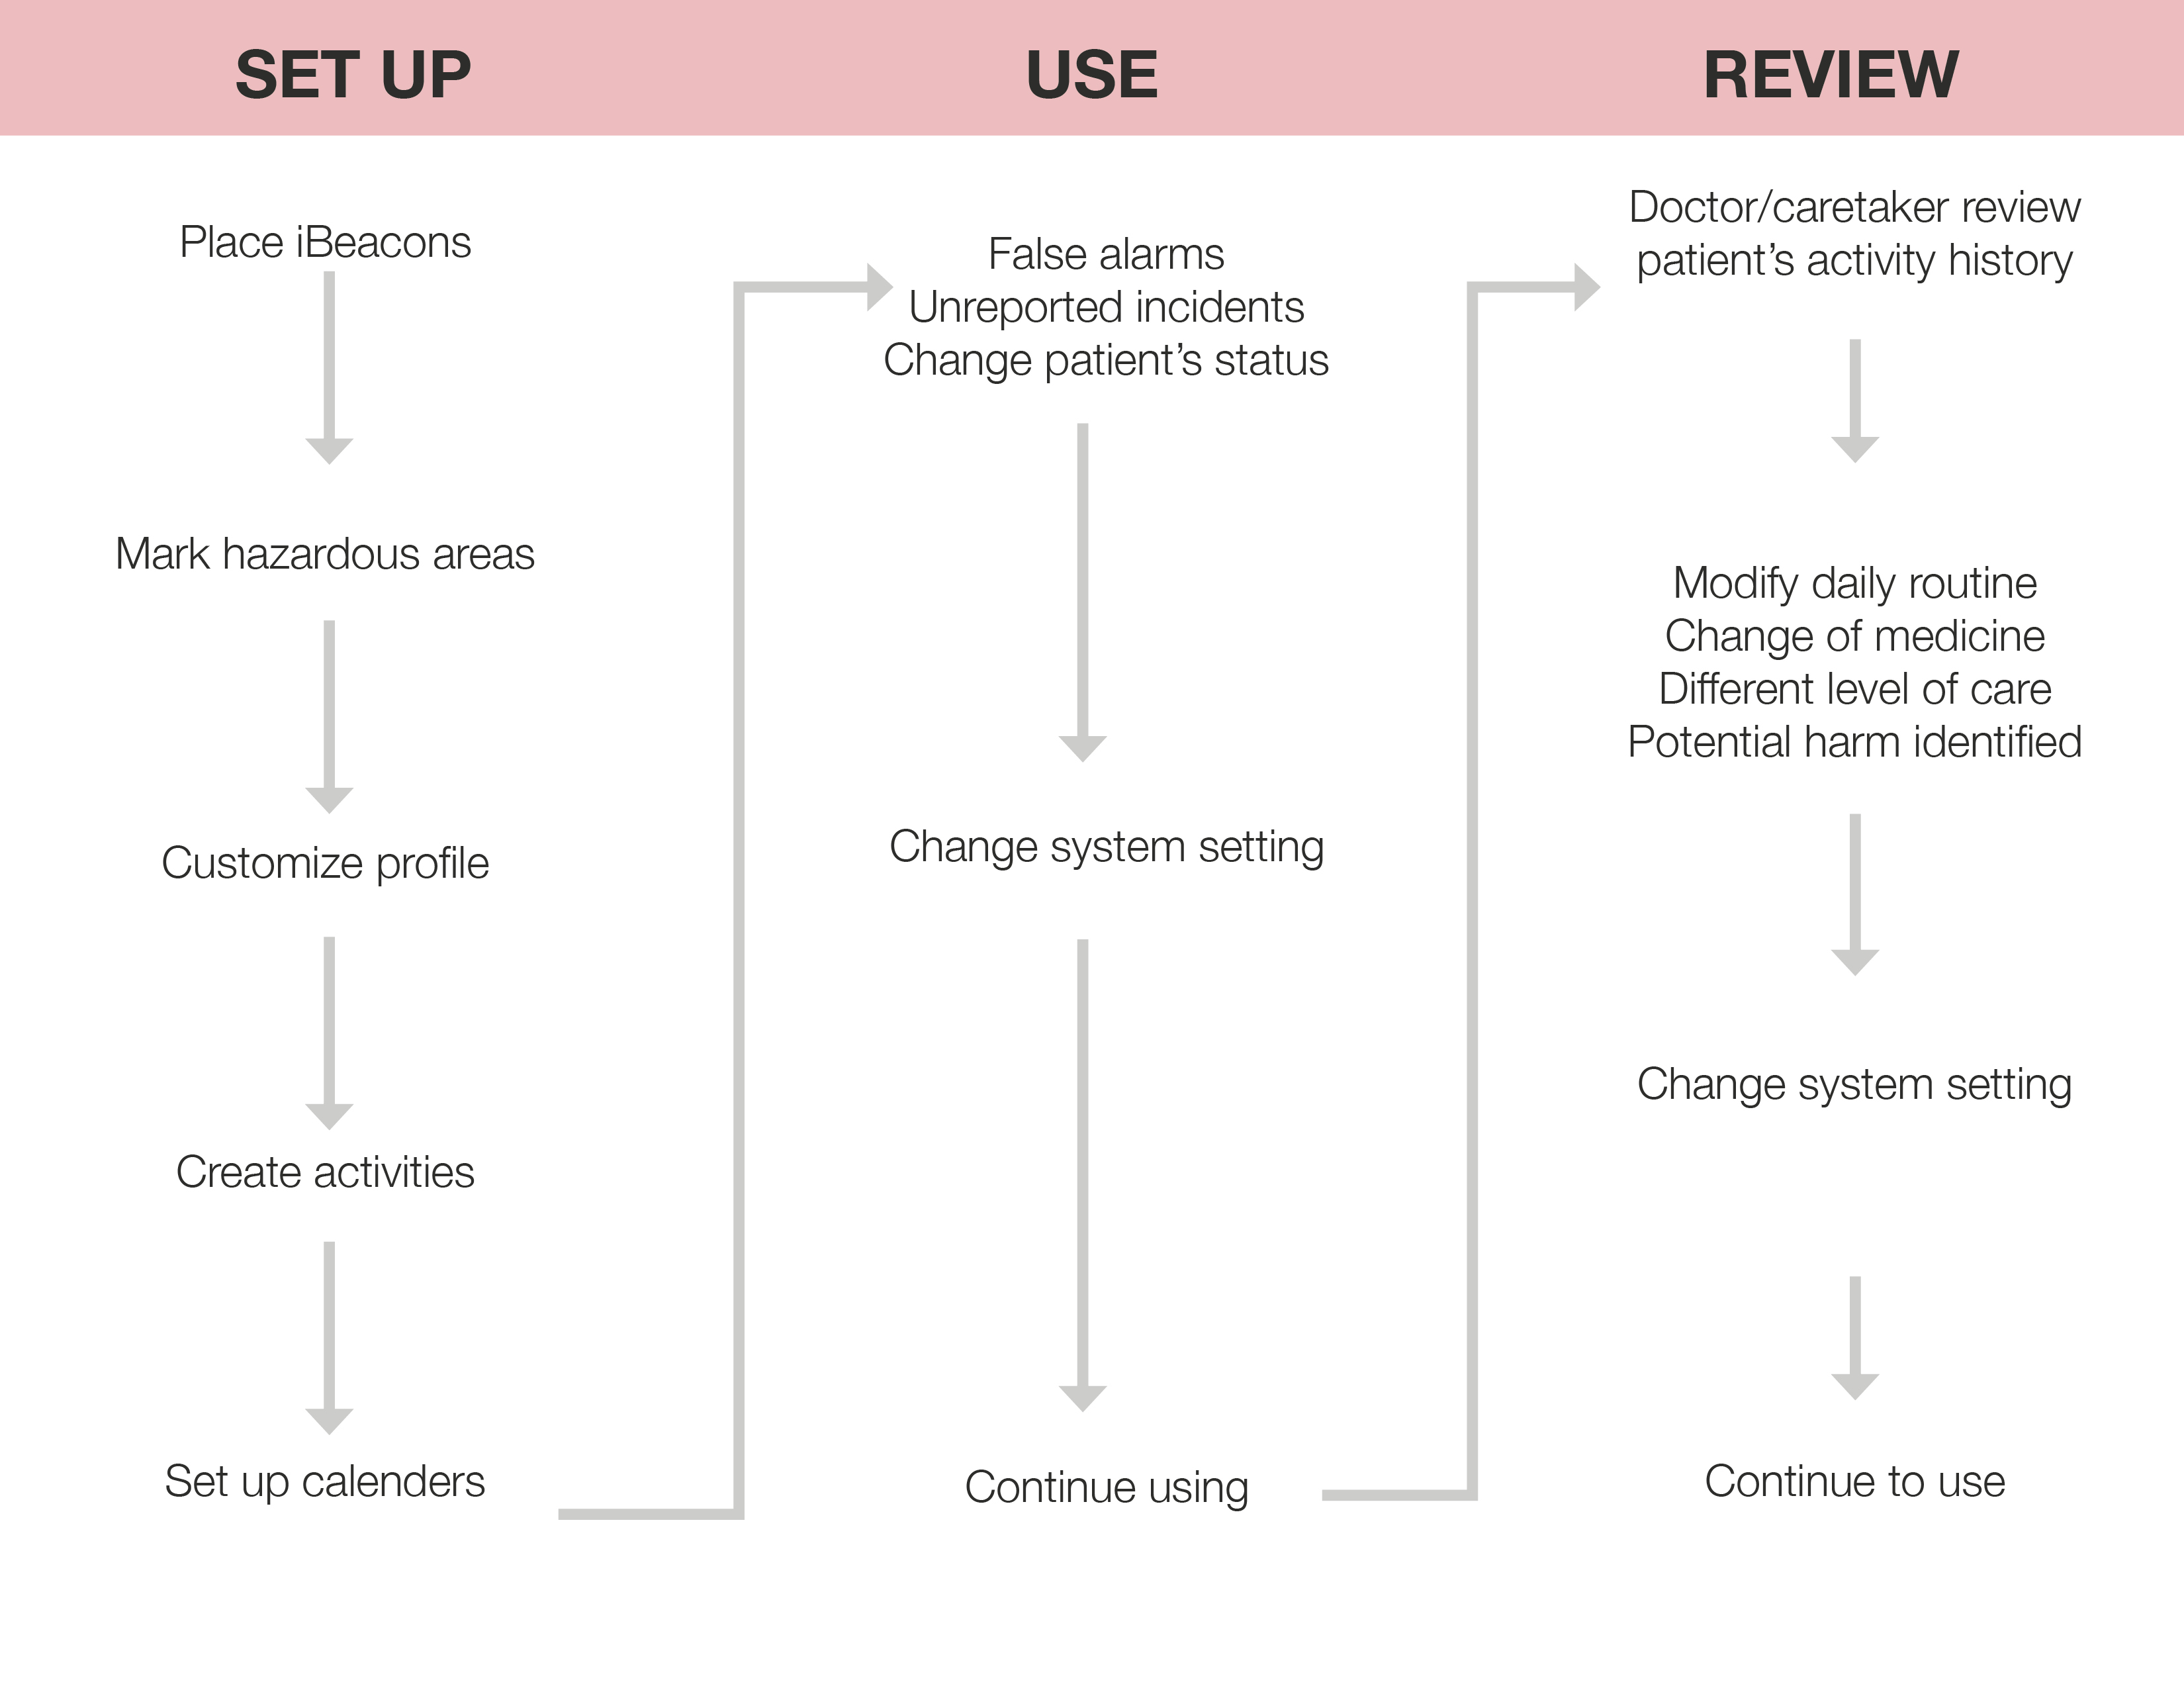 SET UP
USE
REVIEW
Place iBeacons
Mark hazardous areas
Customize profile
Create activities
Set up calenders
False alarms
Unreported incidents
Change patient’s status
Change system setting
Continue using
Doctor/caretaker review
patient’s activity history
Modify daily routine
Change of medicine
Different level of care
Potential harm identified
Change system setting
Continue to use